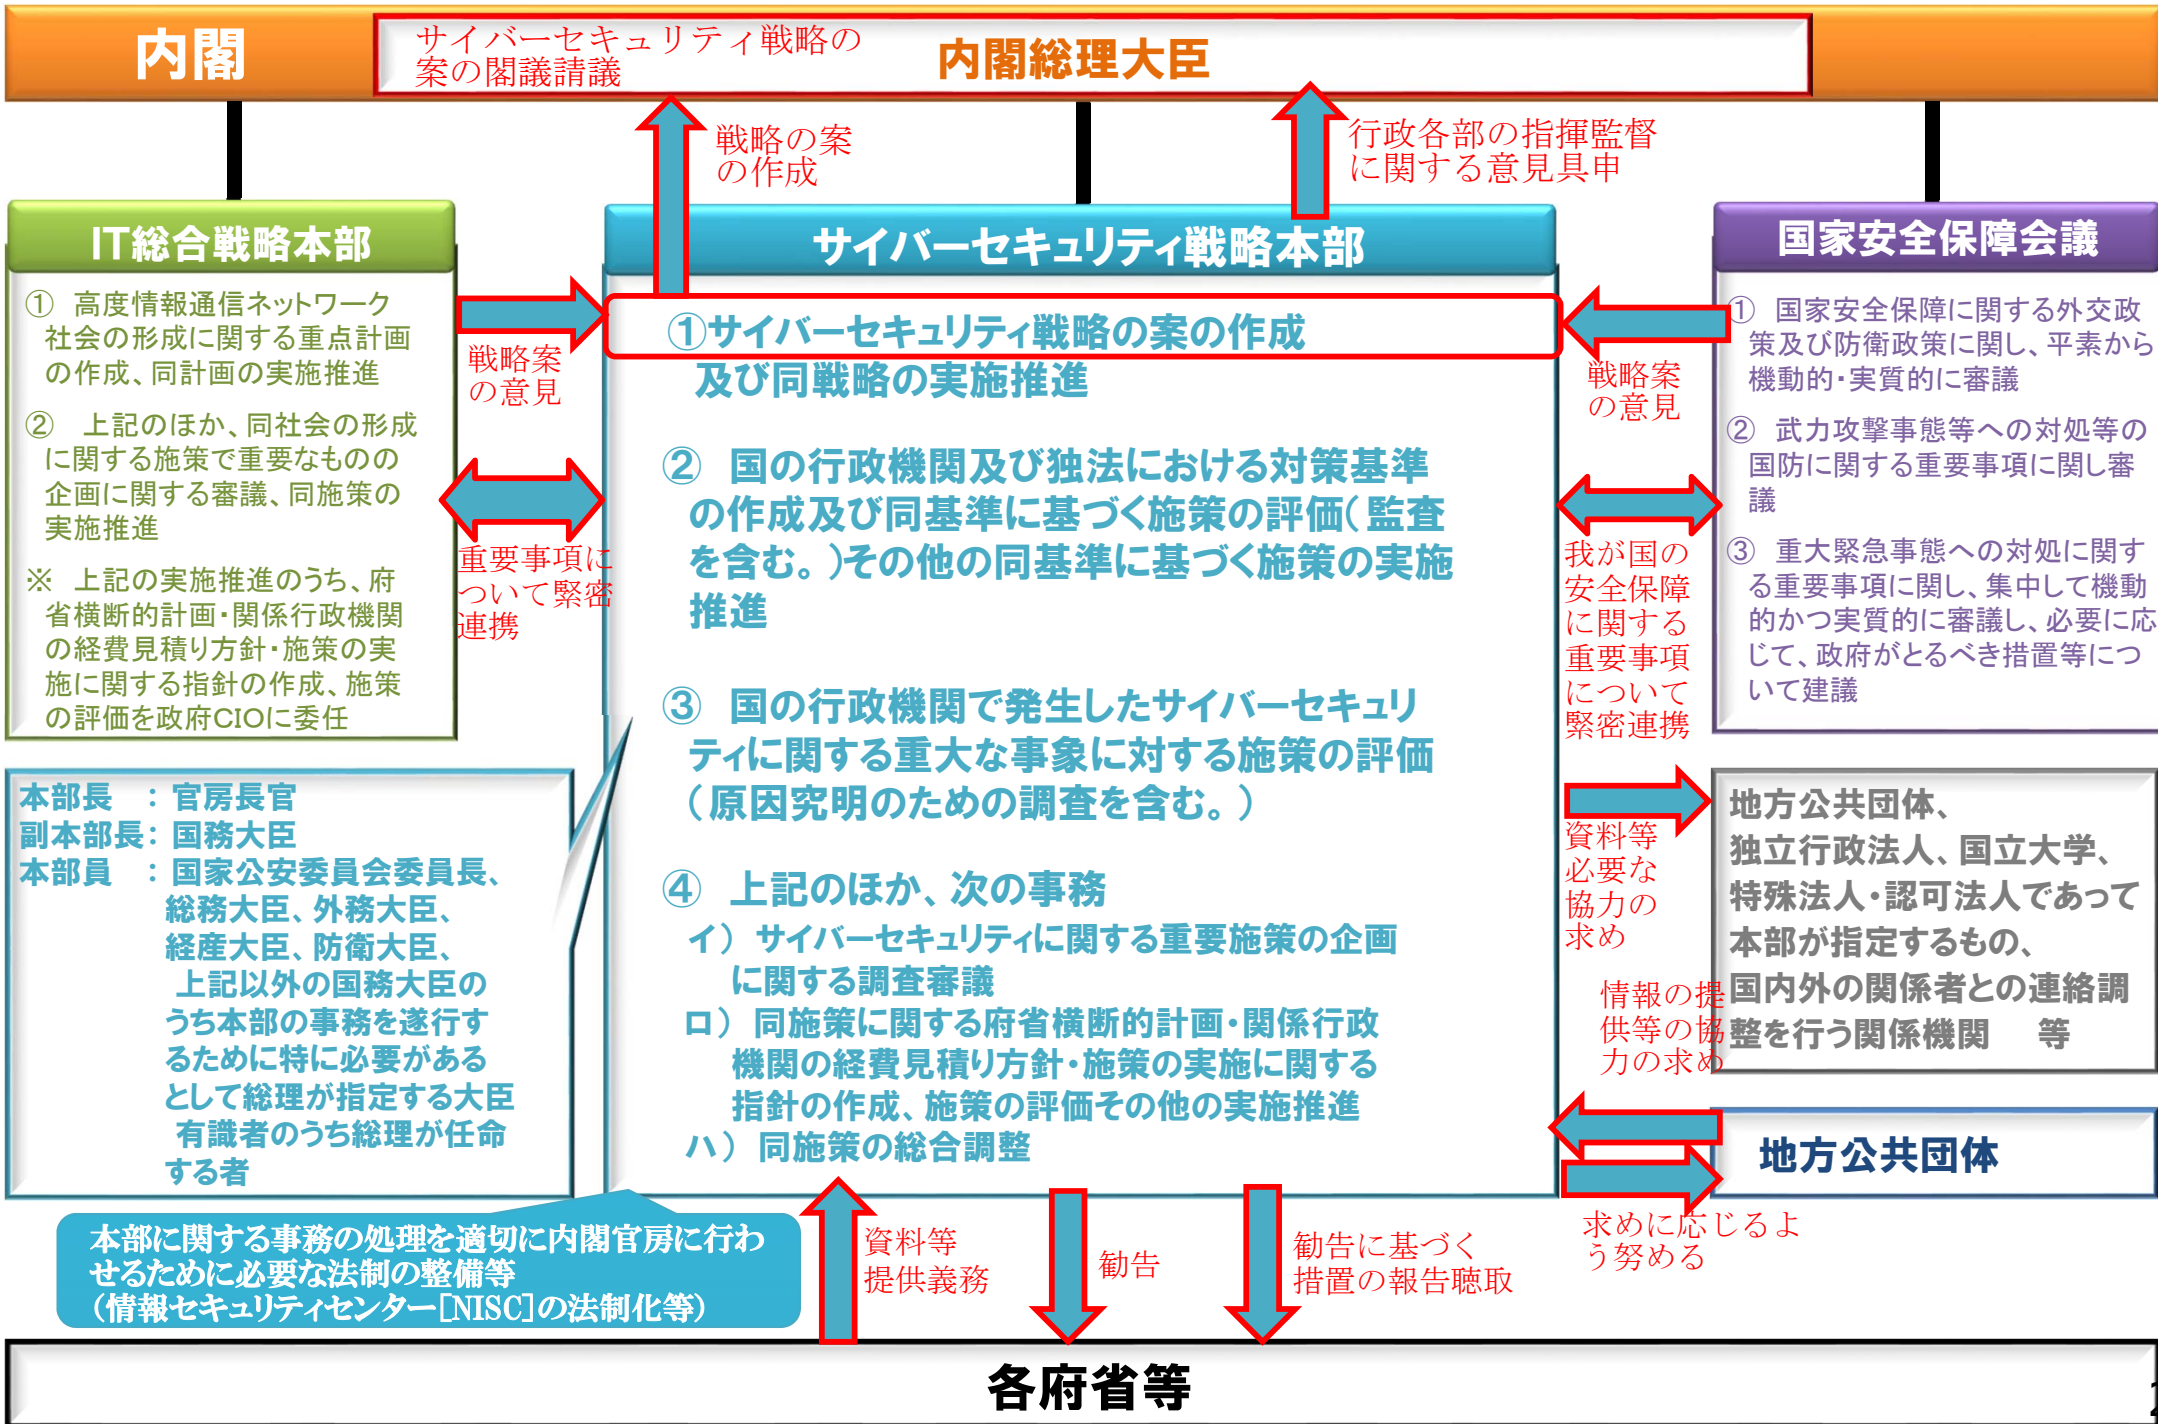 内閣
サイバーセキュリティ戦略の
案の閣議請議
内閣総理大臣
戦略の案
の作成
行政各部の指揮監督
に関する意見具申
IT総合戦略本部
① 高度情報通信ネットワーク
社会の形成に関する重点計画
の作成、同計画の実施推進
② 上記のほか、同社会の形成
に関する施策で重要なものの
企画に関する審議、同施策の
実施推進
※ 上記の実施推進のうち、府
省横断的計画・関係行政機関
の経費見積り方針・施策の実
施に関する指針の作成、施策
の評価を政府CIOに委任
戦略案
の意見
重要事項に
ついて緊密
連携
サイバーセキュリティ戦略本部
①サイバーセキュリティ戦略の案の作成
及び同戦略の実施推進
② 国の行政機関及び独法における対策基準
の作成及び同基準に基づく施策の評価(監査
を含む。)その他の同基準に基づく施策の実施
推進
③ 国の行政機関で発生したサイバーセキュリ
ティに関する重大な事象に対する施策の評価
(原因究明のための調査を含む。)
④ 上記のほか、次の事務
イ) サイバーセキュリティに関する重要施策の企画
に関する調査審議
ロ) 同施策に関する府省横断的計画・関係行政
機関の経費見積り方針・施策の実施に関する
指針の作成、施策の評価その他の実施推進
ハ) 同施策の総合調整
戦略案
の意見
我が国の
安全保障
に関する
重要事項
について
緊密連携
国家安全保障会議
① 国家安全保障に関する外交政
策及び防衛政策に関し、平素から
機動的・実質的に審議
② 武力攻撃事態等への対処等の
国防に関する重要事項に関し審
議
③ 重大緊急事態への対処に関す
る重要事項に関し、集中して機動
的かつ実質的に審議し、必要に応
じて、政府がとるべき措置等につ
いて建議
本部長 : 官房長官
副本部長: 国務大臣
本部員 : 国家公安委員会委員長、
総務大臣、外務大臣、
経産大臣、防衛大臣、
上記以外の国務大臣の
うち本部の事務を遂行す
るために特に必要がある
として総理が指定する大臣
有識者のうち総理が任命
する者
資料等
必要な
協力の
求め
地方公共団体、
独立行政法人、国立大学、
特殊法人・認可法人であって
本部が指定するもの、
国内外の関係者との連絡調
整を行う関係機関 等
情報の提
供等の協
力の求め
地方公共団体
求めに応じるよ
う努める
本部に関する事務の処理を適切に内閣官房に行わ
せるために必要な法制の整備等
(情報セキュリティセンター[NISC]の法制化等)
資料等
提供義務
勧告
勧告に基づく
措置の報告聴取
各府省等